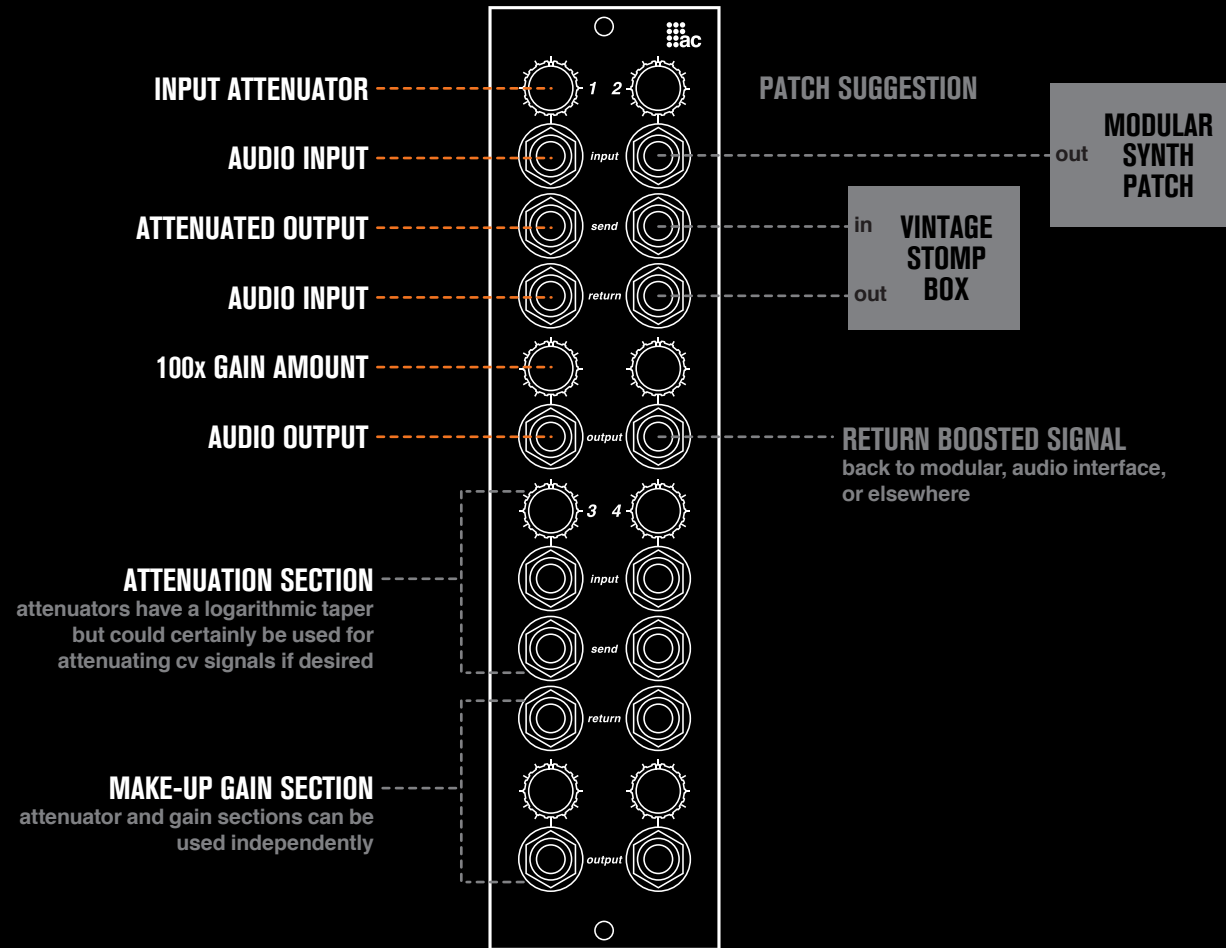 ac
INPUT ATTENUATOR
1 2
PATCH SUGGESTION
MODULAR
SYNTH
PATCH
out
AUDIO INPUT
input
ATTENUATED OUTPUT
send
in
VINTAGE
STOMP
BOX
out
AUDIO INPUT
return
100x GAIN AMOUNT
AUDIO OUTPUT
output
RETURN BOOSTED SIGNAL
back to modular, audio interface,
or elsewhere
3 4
ATTENUATION SECTION
attenuators have a logarithmic taper
but could certainly be used for
attenuating cv signals if desired
input
send
return
MAKE-UP GAIN SECTION
attenuator and gain sections can be
used independently
output